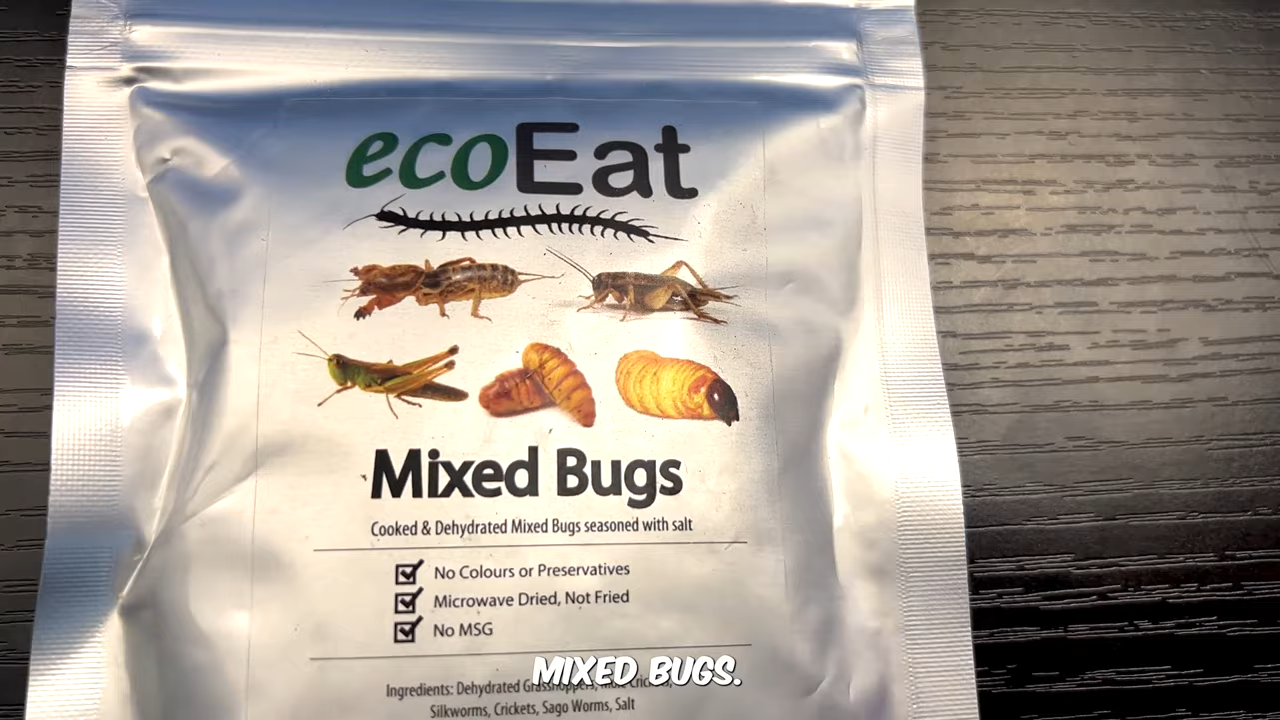 ecoEat
Mixed Bugs
Cooked & Dehydrated Mixed Bugs seasoned with salt
No Colours or Preservatives
Microwave Dried, Not Fried
No MSG
MIXED BUGS.
Ingredients: Dehydrated Grasshoppers,
Silkworms, Crickets, Sago Worms, Salt